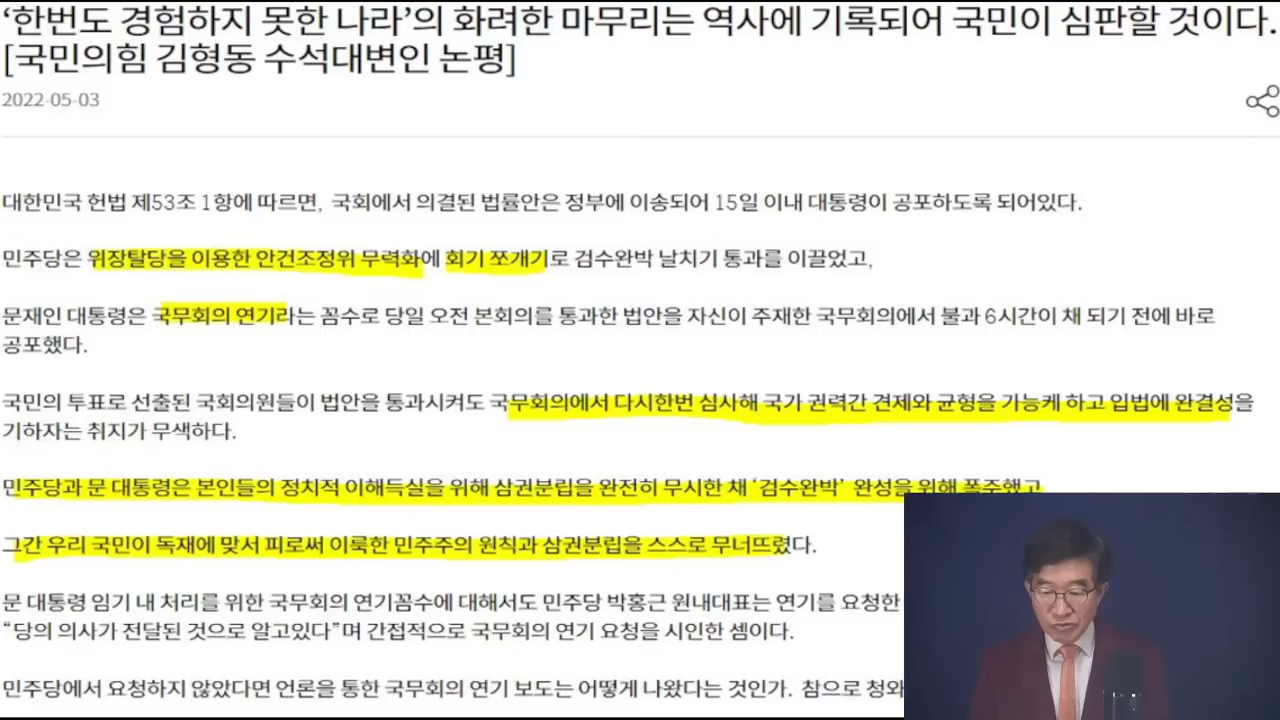 ‘한번도 경험하지 못한 나라’의 화려한 마무리는 역사에 기록되어 국민이 심판할 것이다.
[국민의힘 김형동 수석대변인 논평]
2022-05-03
대한민국 헌법 제53조 1항에 따르면, 국회에서 의결된 법률안은 정부에 이송되어 15일 이내 대통령이 공포하도록 되어있다.
민주당은 위장탈당을 이용한 안건조정위 무력화에 회기 쪼개기로 검수완박 날치기 통과를 이끌었고,
문재인 대통령은 국무회의 연기라는 꼼수로 당일 오전 본회의를 통과한 법안을 자신이 주재한 국무회의에서 불과 6시간이 채 되기 전에 바로
공포했다.
국민의 투표로 선출된 국회의원들이 법안을 통과시켜도 국무회의에서 다시한번 심사해 국가 권력간 견제와 균형을 가능케 하고 입법에 완결성을
기하자는 취지가 무색하다.
민주당과 문 대통령은 본인들의 정치적 이해득실을 위해 삼권분립을 완전히 무시한 채 ‘검수완박’ 완성을 위해 폭주했고
그간 우리 국민이 독재에 맞서 피로써 이룩한 민주주의 원칙과 삼권분립을 스스로 무너뜨렸다.
문 대통령 임기 내 처리를 위한 국무회의 연기꼼수에 대해서도 민주당 박홍근 원내대표는 연기를 요청한
“당의 의사가 전달된 것으로 알고있다”며 간접적으로 국무회의 연기 요청을 시인한 셈이다.
민주당에서 요청하지 않았다면 언론을 통한 국무회의 연기 보도는 어떻게 나왔다는 것인가. 참으로 청와